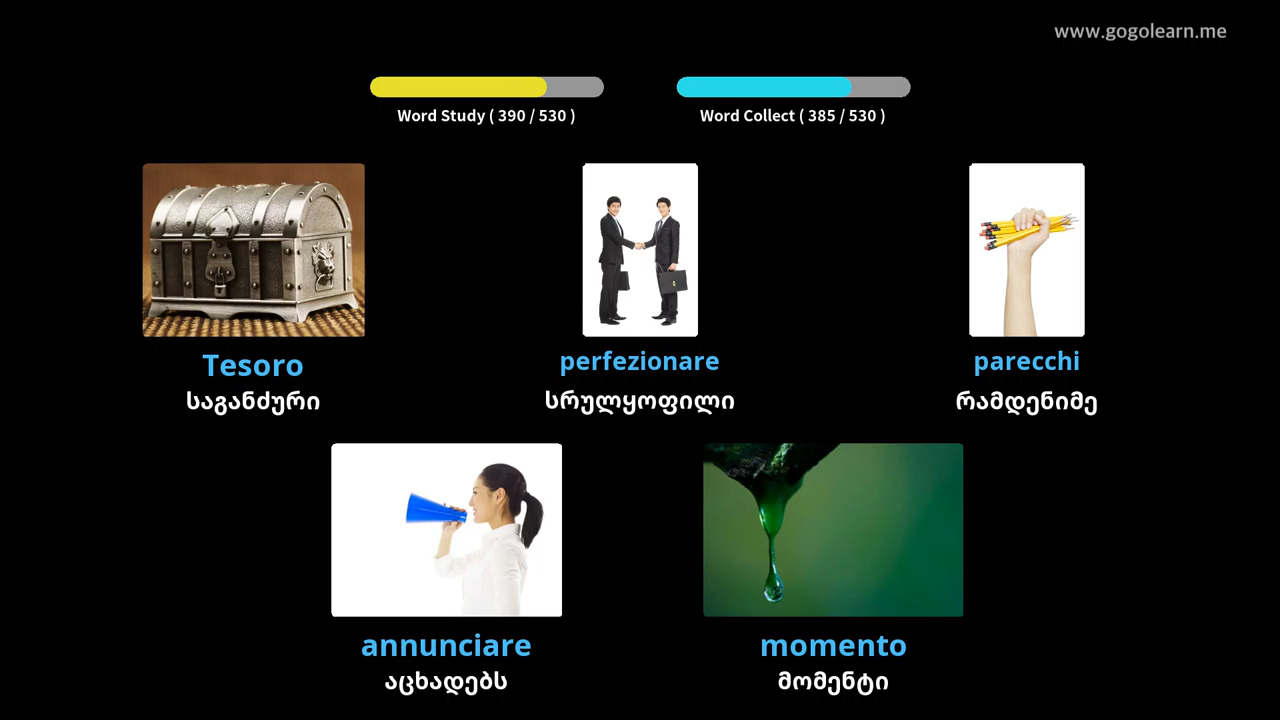 www.gogolearn.me
Word Study ( 390 / 530 )
Word Collect ( 385 / 530 )
Tesoro
საგანძური
perfezionare
სრულყოფილი
parecchi
რამდენიმე
annunciare
აცხადებს
momento
მომენტი